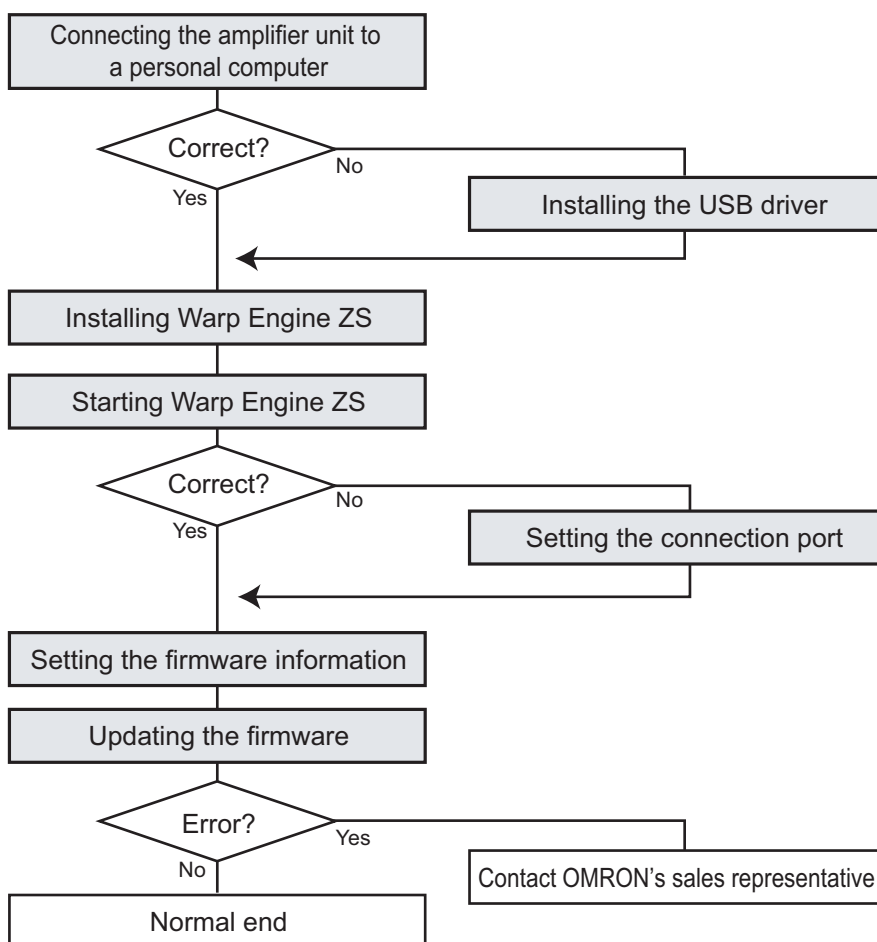 Connecting the amplifier unit to
a personal computer
Correct?
No
Yes
Installing the USB driver
Installing Warp Engine ZS
Starting Warp Engine ZS
Correct?
No
Yes
Setting the connection port
Setting the firmware information
Updating the firmware
Error?
Yes
No
Contact OMRON's sales representative
Normal end